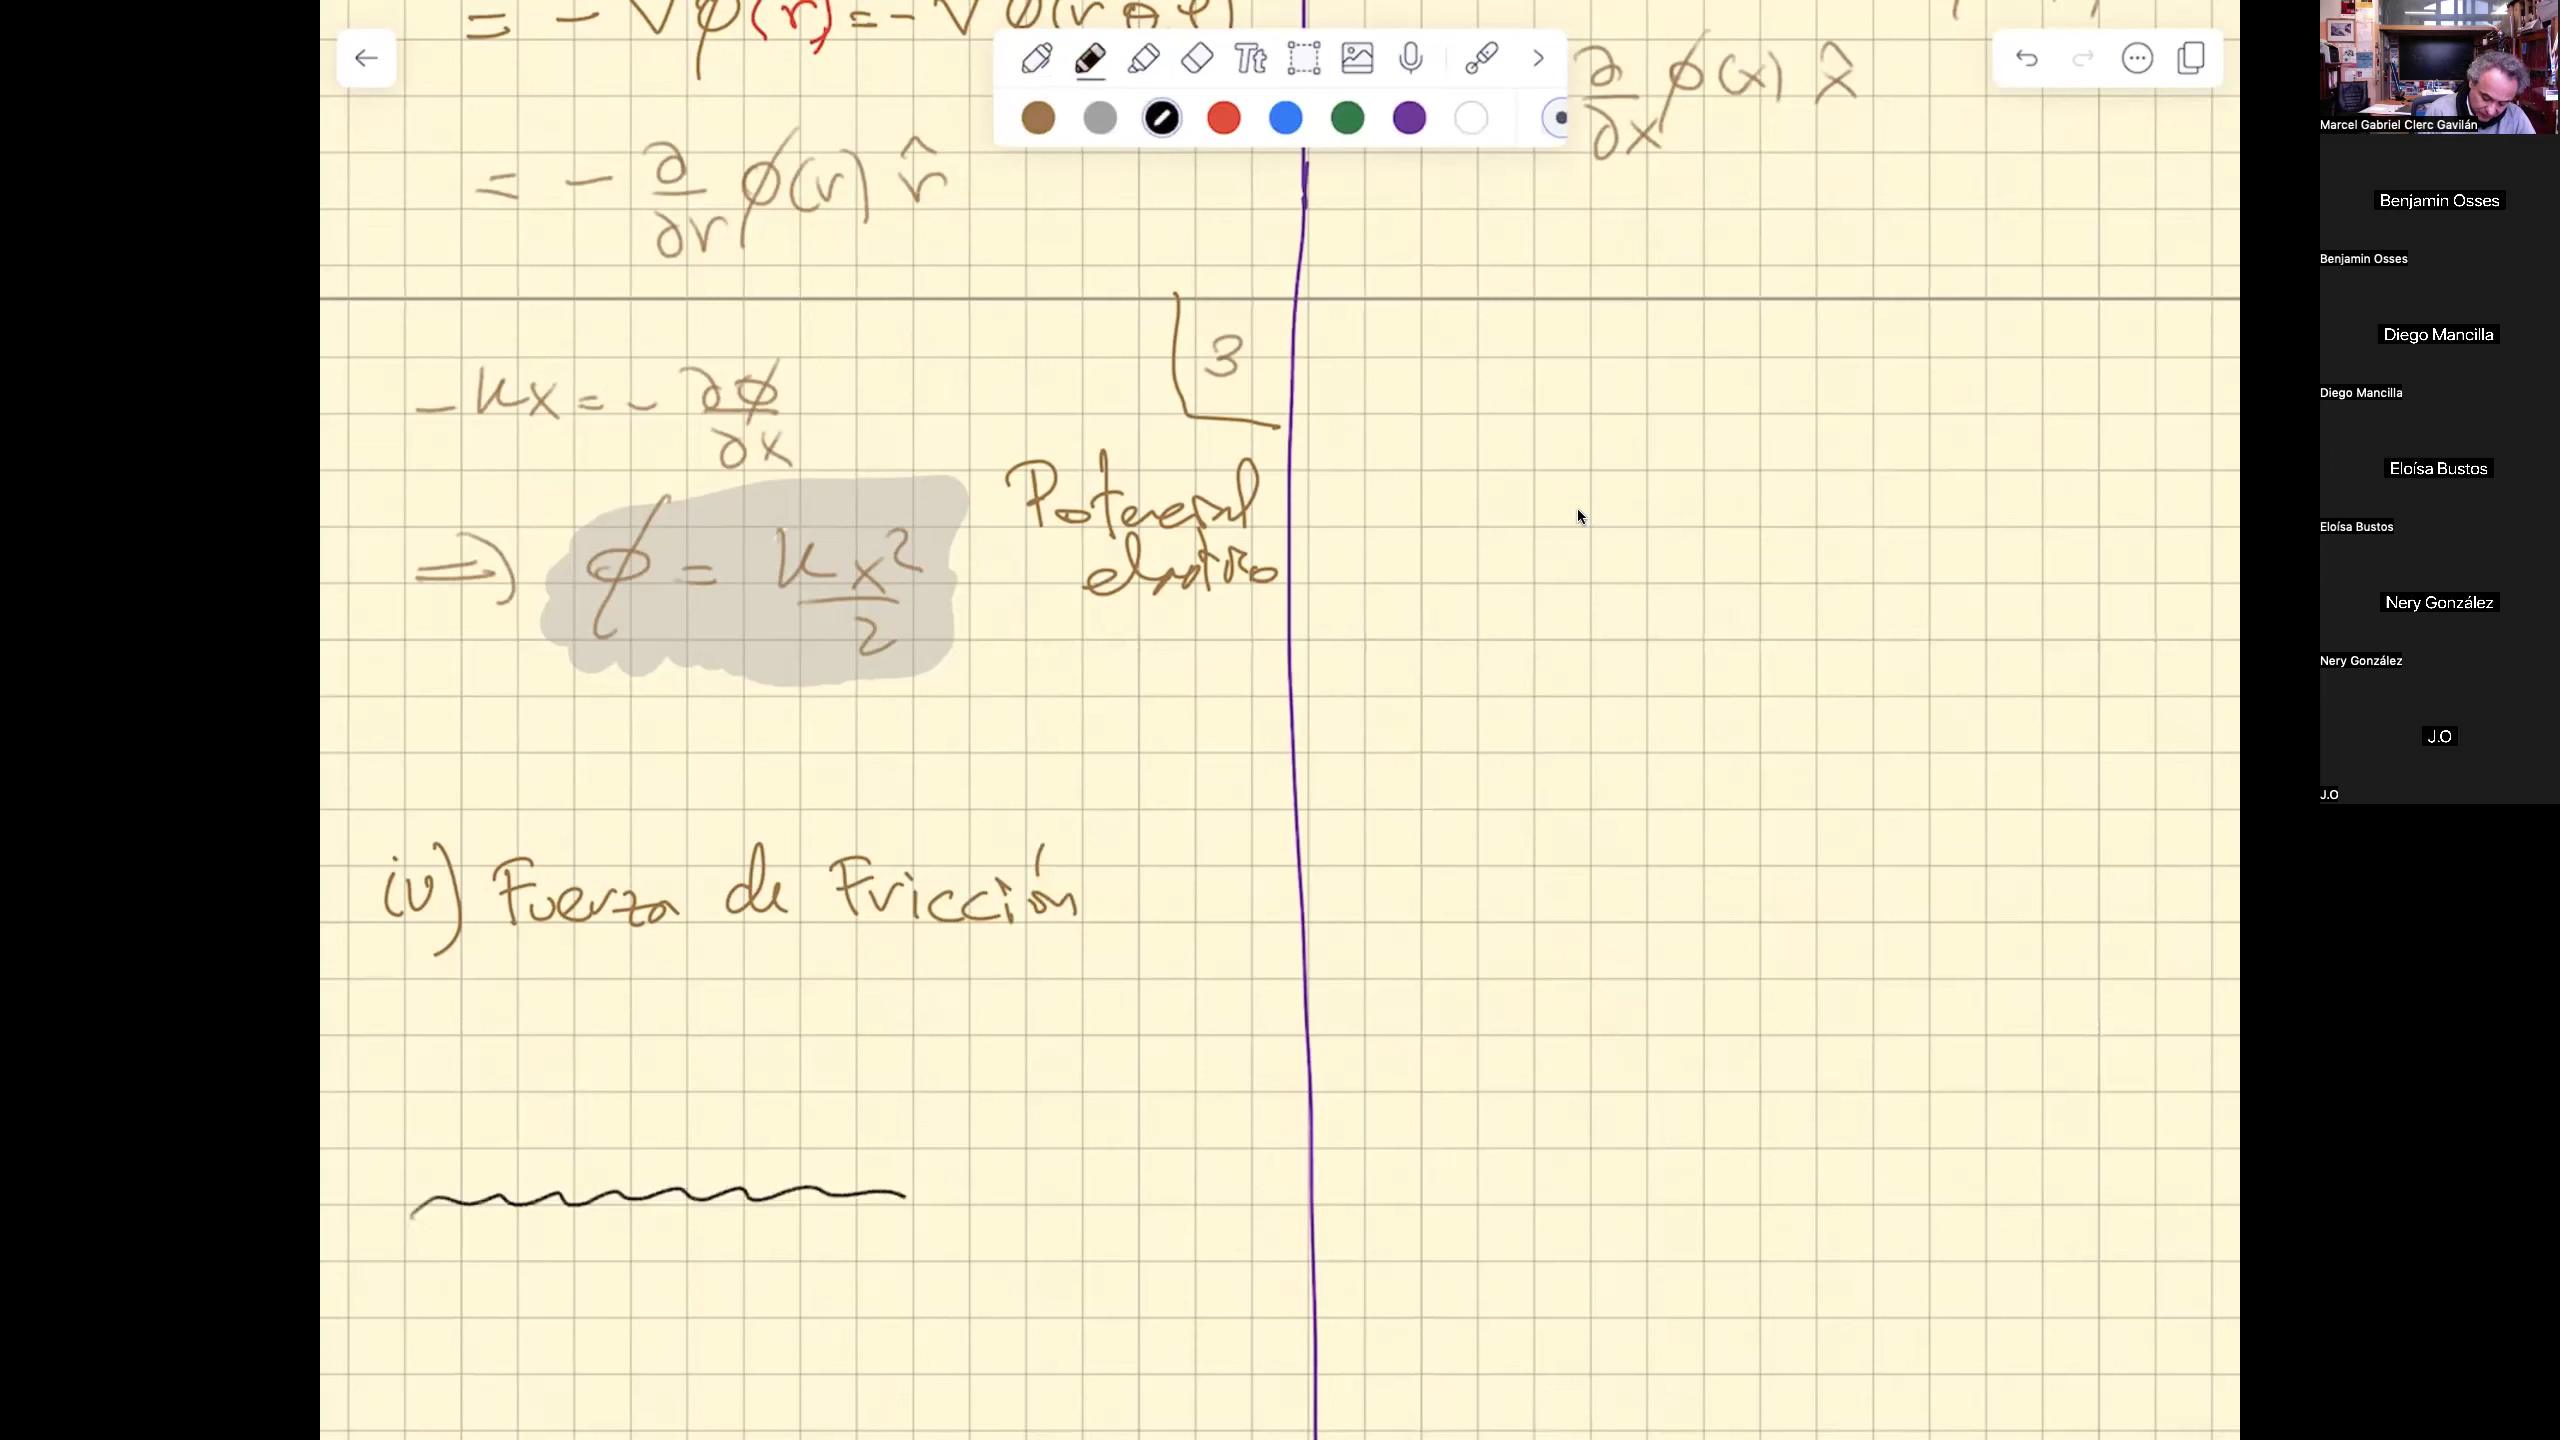 = - ∇φ(r) = - ∇φ(r, θ, φ)
= - ∂/∂r φ(r) r̂
∂/∂x φ(x) x̂
3
-kx = - ∂φ/∂x
⇒ φ = kx²/2
Potencial
elástico
iv) Fuerza de Fricción
Tt
Marcel Gabriel Clerc Gavilán
Benjamin Osses
Benjamin Osses
Diego Mancilla
Diego Mancilla
Eloísa Bustos
Eloísa Bustos
Nery González
Nery González
J.O
J.O